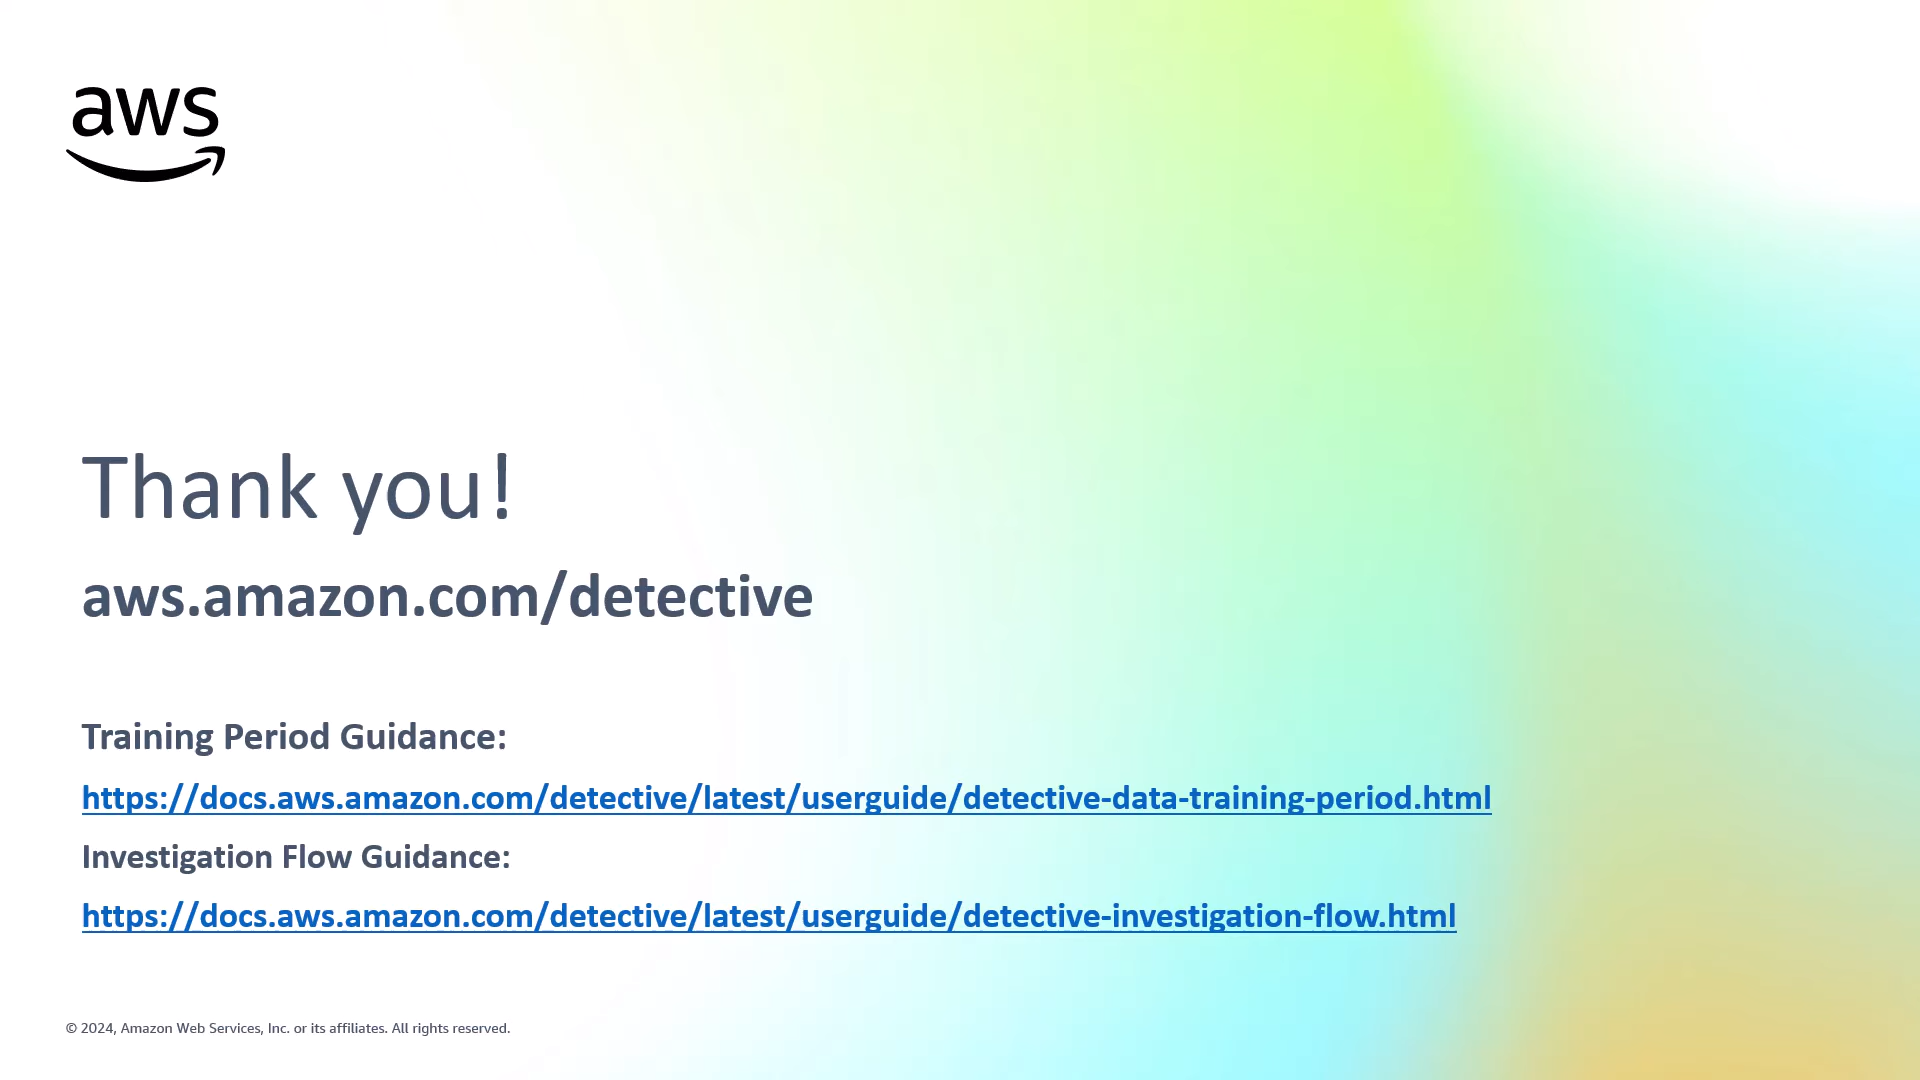 aws
Thank you!
aws.amazon.com/detective
Training Period Guidance:
https://docs.aws.amazon.com/detective/latest/userguide/detective-data-training-period.html
Investigation Flow Guidance:
https://docs.aws.amazon.com/detective/latest/userguide/detective-investigation-flow.html
© 2024, Amazon Web Services, Inc. or its affiliates. All rights reserved.